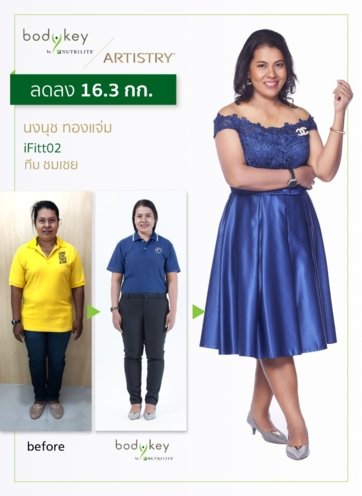 bodykey
by NUTRILITE
ARTISTRY
ลดลง 16.3 กก.
นงนุช ทองแจ่ม
iFitt02
ทีม ชมเชย
before
bodykey
by NUTRILITE